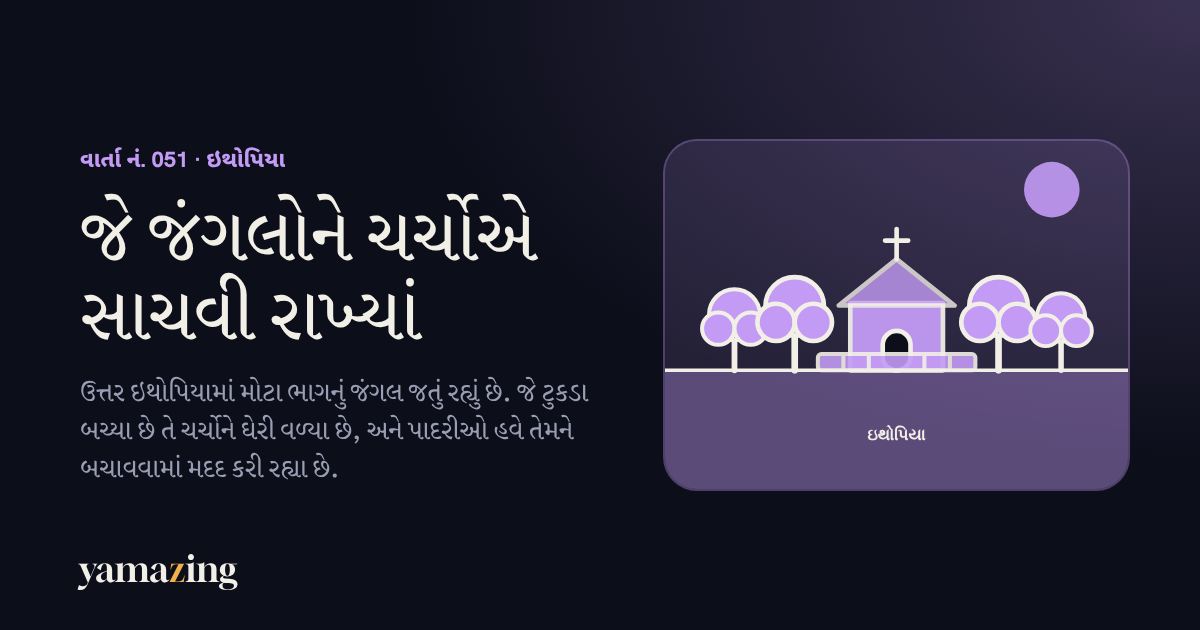 વાર્તા નં. 051 · ઇથોપિયા
જે જંગલોને ચર્ચોએ
સાચવી રાખ્યાં
ઉત્તર ઇથોપિયામાં મોટા ભાગનું જંગલ જતું રહ્યું છે. જે ટુકડા
બચ્યા છે તે ચર્ચોને ઘેરી વળ્યા છે, અને પાદરીઓ હવે તેમને
બચાવવામાં મદદ કરી રહ્યા છે.
ઇથોપિયા
yamazing